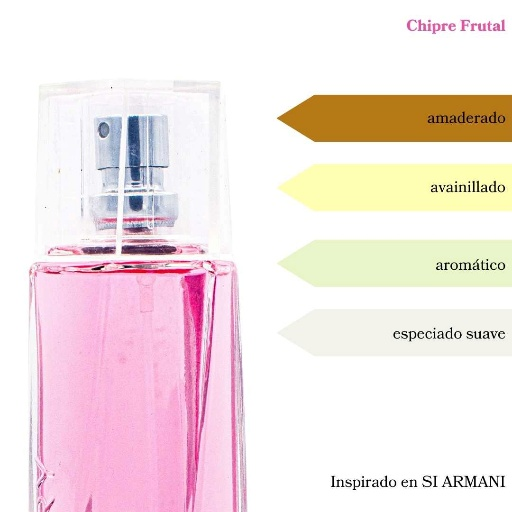 Chipre Frutal
amaderado
avainillado
aromático
especiado suave
Inspirado en SI ARMANI